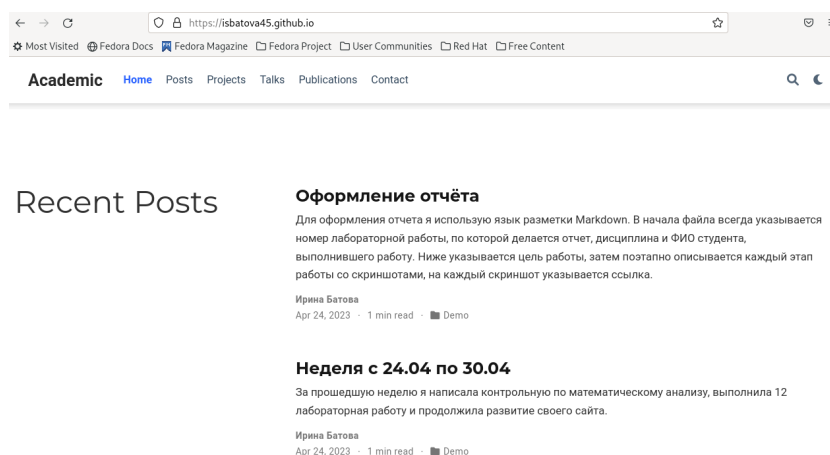 https://isbatova45.github.io
Most Visited Fedora Docs Fedora Magazine Fedora Project User Communities Red Hat Free Content
Academic Home Posts Projects Talks Publications Contact
Recent Posts
Оформление отчёта
Для оформления отчета я использую язык разметки Markdown. В начала файла всегда указывается
номер лабораторной работы, по которой делается отчет, дисциплина и ФИО студента,
выполнившего работу. Ниже указывается цель работы, затем поэтапно описывается каждый этап
работы со скриншотами, на каждый скриншот указывается ссылка.
Ирина Батова
Apr 24, 2023 · 1 min read · Demo
Неделя с 24.04 по 30.04
За прошедшую неделю я написала контрольную по математическому анализу, выполнила 12
лабораторная работу и продолжила развитие своего сайта.
Ирина Батова
Apr 24, 2023 · 1 min read · Demo